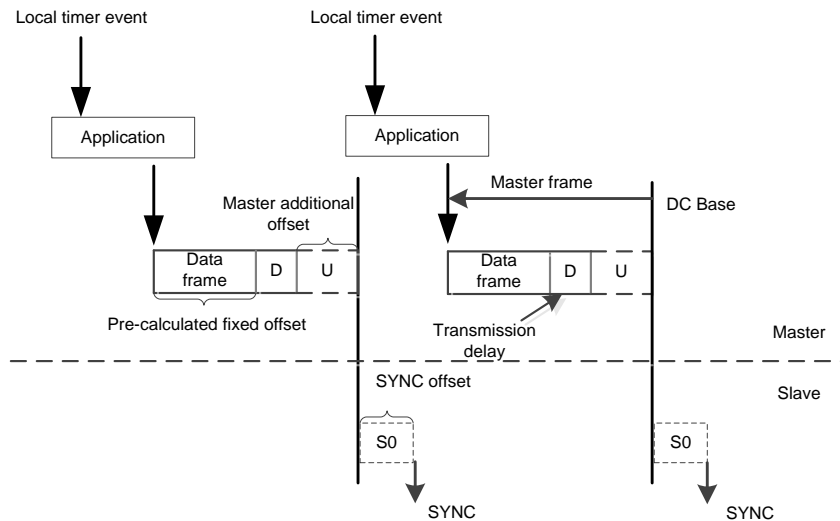 Local timer event
Local timer event
Application
Application
Master frame
DC Base
Master additional
offset
Data
frame
D
U
Data
frame
D
U
Pre-calculated fixed offset
Transmission
delay
Master
SYNC offset
Slave
S0
S0
SYNC
SYNC